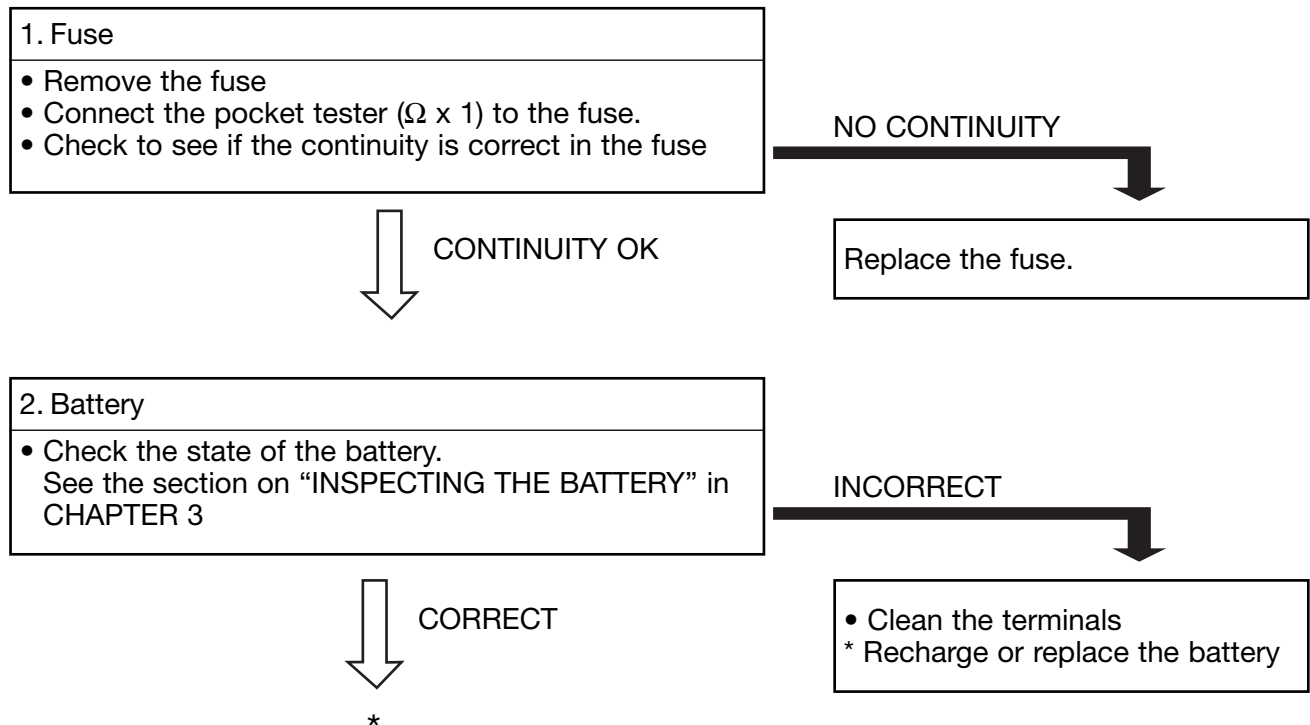 1. Fuse
• Remove the fuse
• Connect the pocket tester (Ω x 1) to the fuse.
• Check to see if the continuity is correct in the fuse
NO CONTINUITY
CONTINUITY OK
Replace the fuse.
2. Battery
• Check the state of the battery.
See the section on “INSPECTING THE BATTERY” in
CHAPTER 3
INCORRECT
CORRECT
• Clean the terminals
* Recharge or replace the battery
*